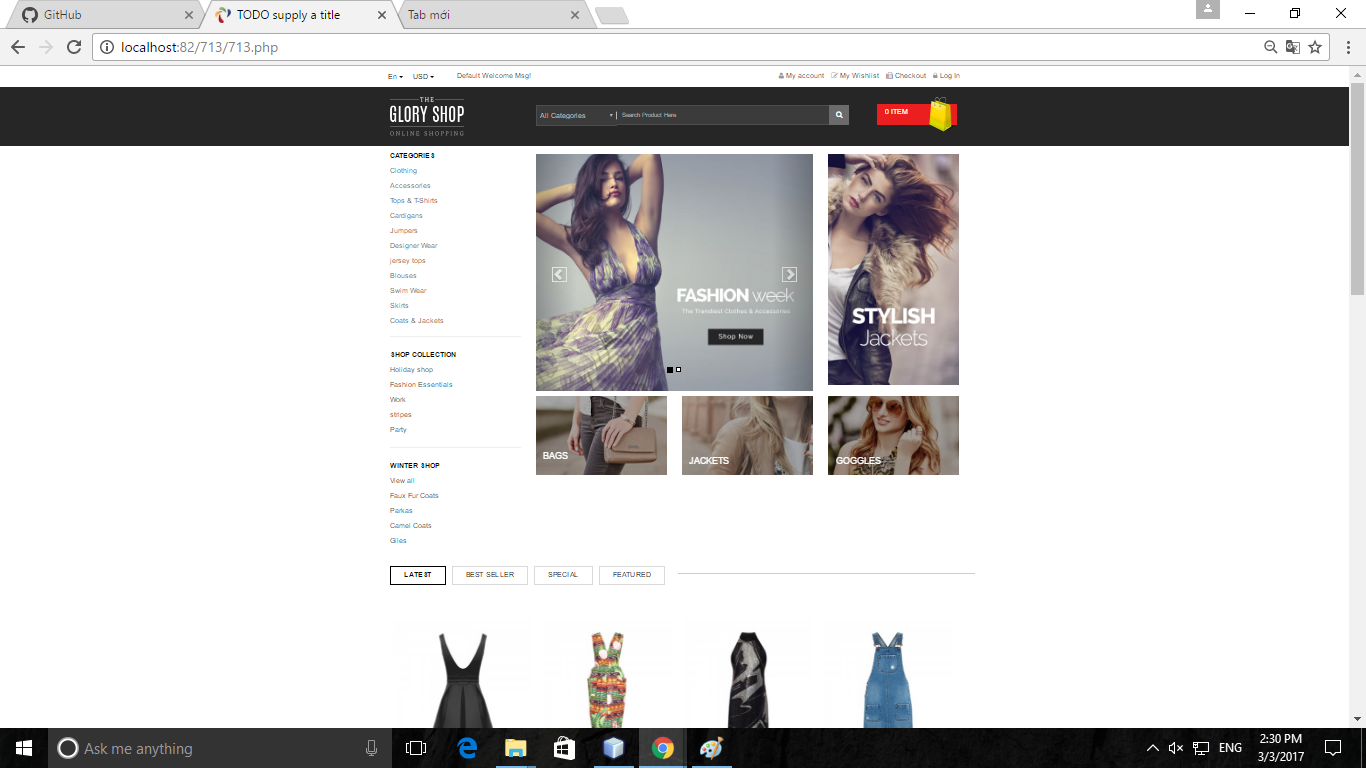 GitHub
TODO supply a title
Tab mới
localhost:82/713/713.php
En
USD
Default Welcome Msg!
My account
My Wishlist
Checkout
Log In
THE
GLORY SHOP
ONLINE SHOPPING
All Categories
Search Product Here
0 ITEM
CATEGORIES
Clothing
Accessories
Tops & T-Shirts
Cardigans
Jumpers
Designer Wear
jersey tops
Blouses
Swim Wear
Skirts
Coats & Jackets
SHOP COLLECTION
Holiday shop
Fashion Essentials
Work
stripes
Party
WINTER SHOP
View all
Faux Fur Coats
Parkas
Camel Coats
Giles
FASHION week
The Trendiest Clothes & Accessories
Shop Now
STYLISH
Jackets
BAGS
JACKETS
GOGGLES
LATEST
BEST SELLER
SPECIAL
FEATURED
Ask me anything
ENG
2:30 PM
3/3/2017